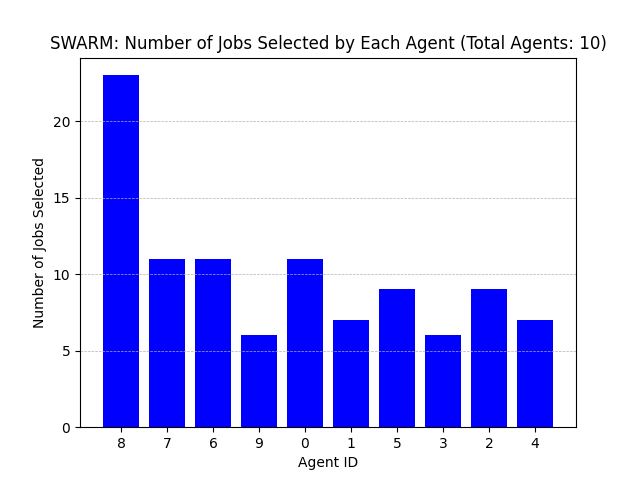 SWARM: Number of Jobs Selected by Each Agent (Total Agents: 10)
Number of Jobs Selected
20
15
10
5
0
8 7 6 9 0 1 5 3 2 4
Agent ID